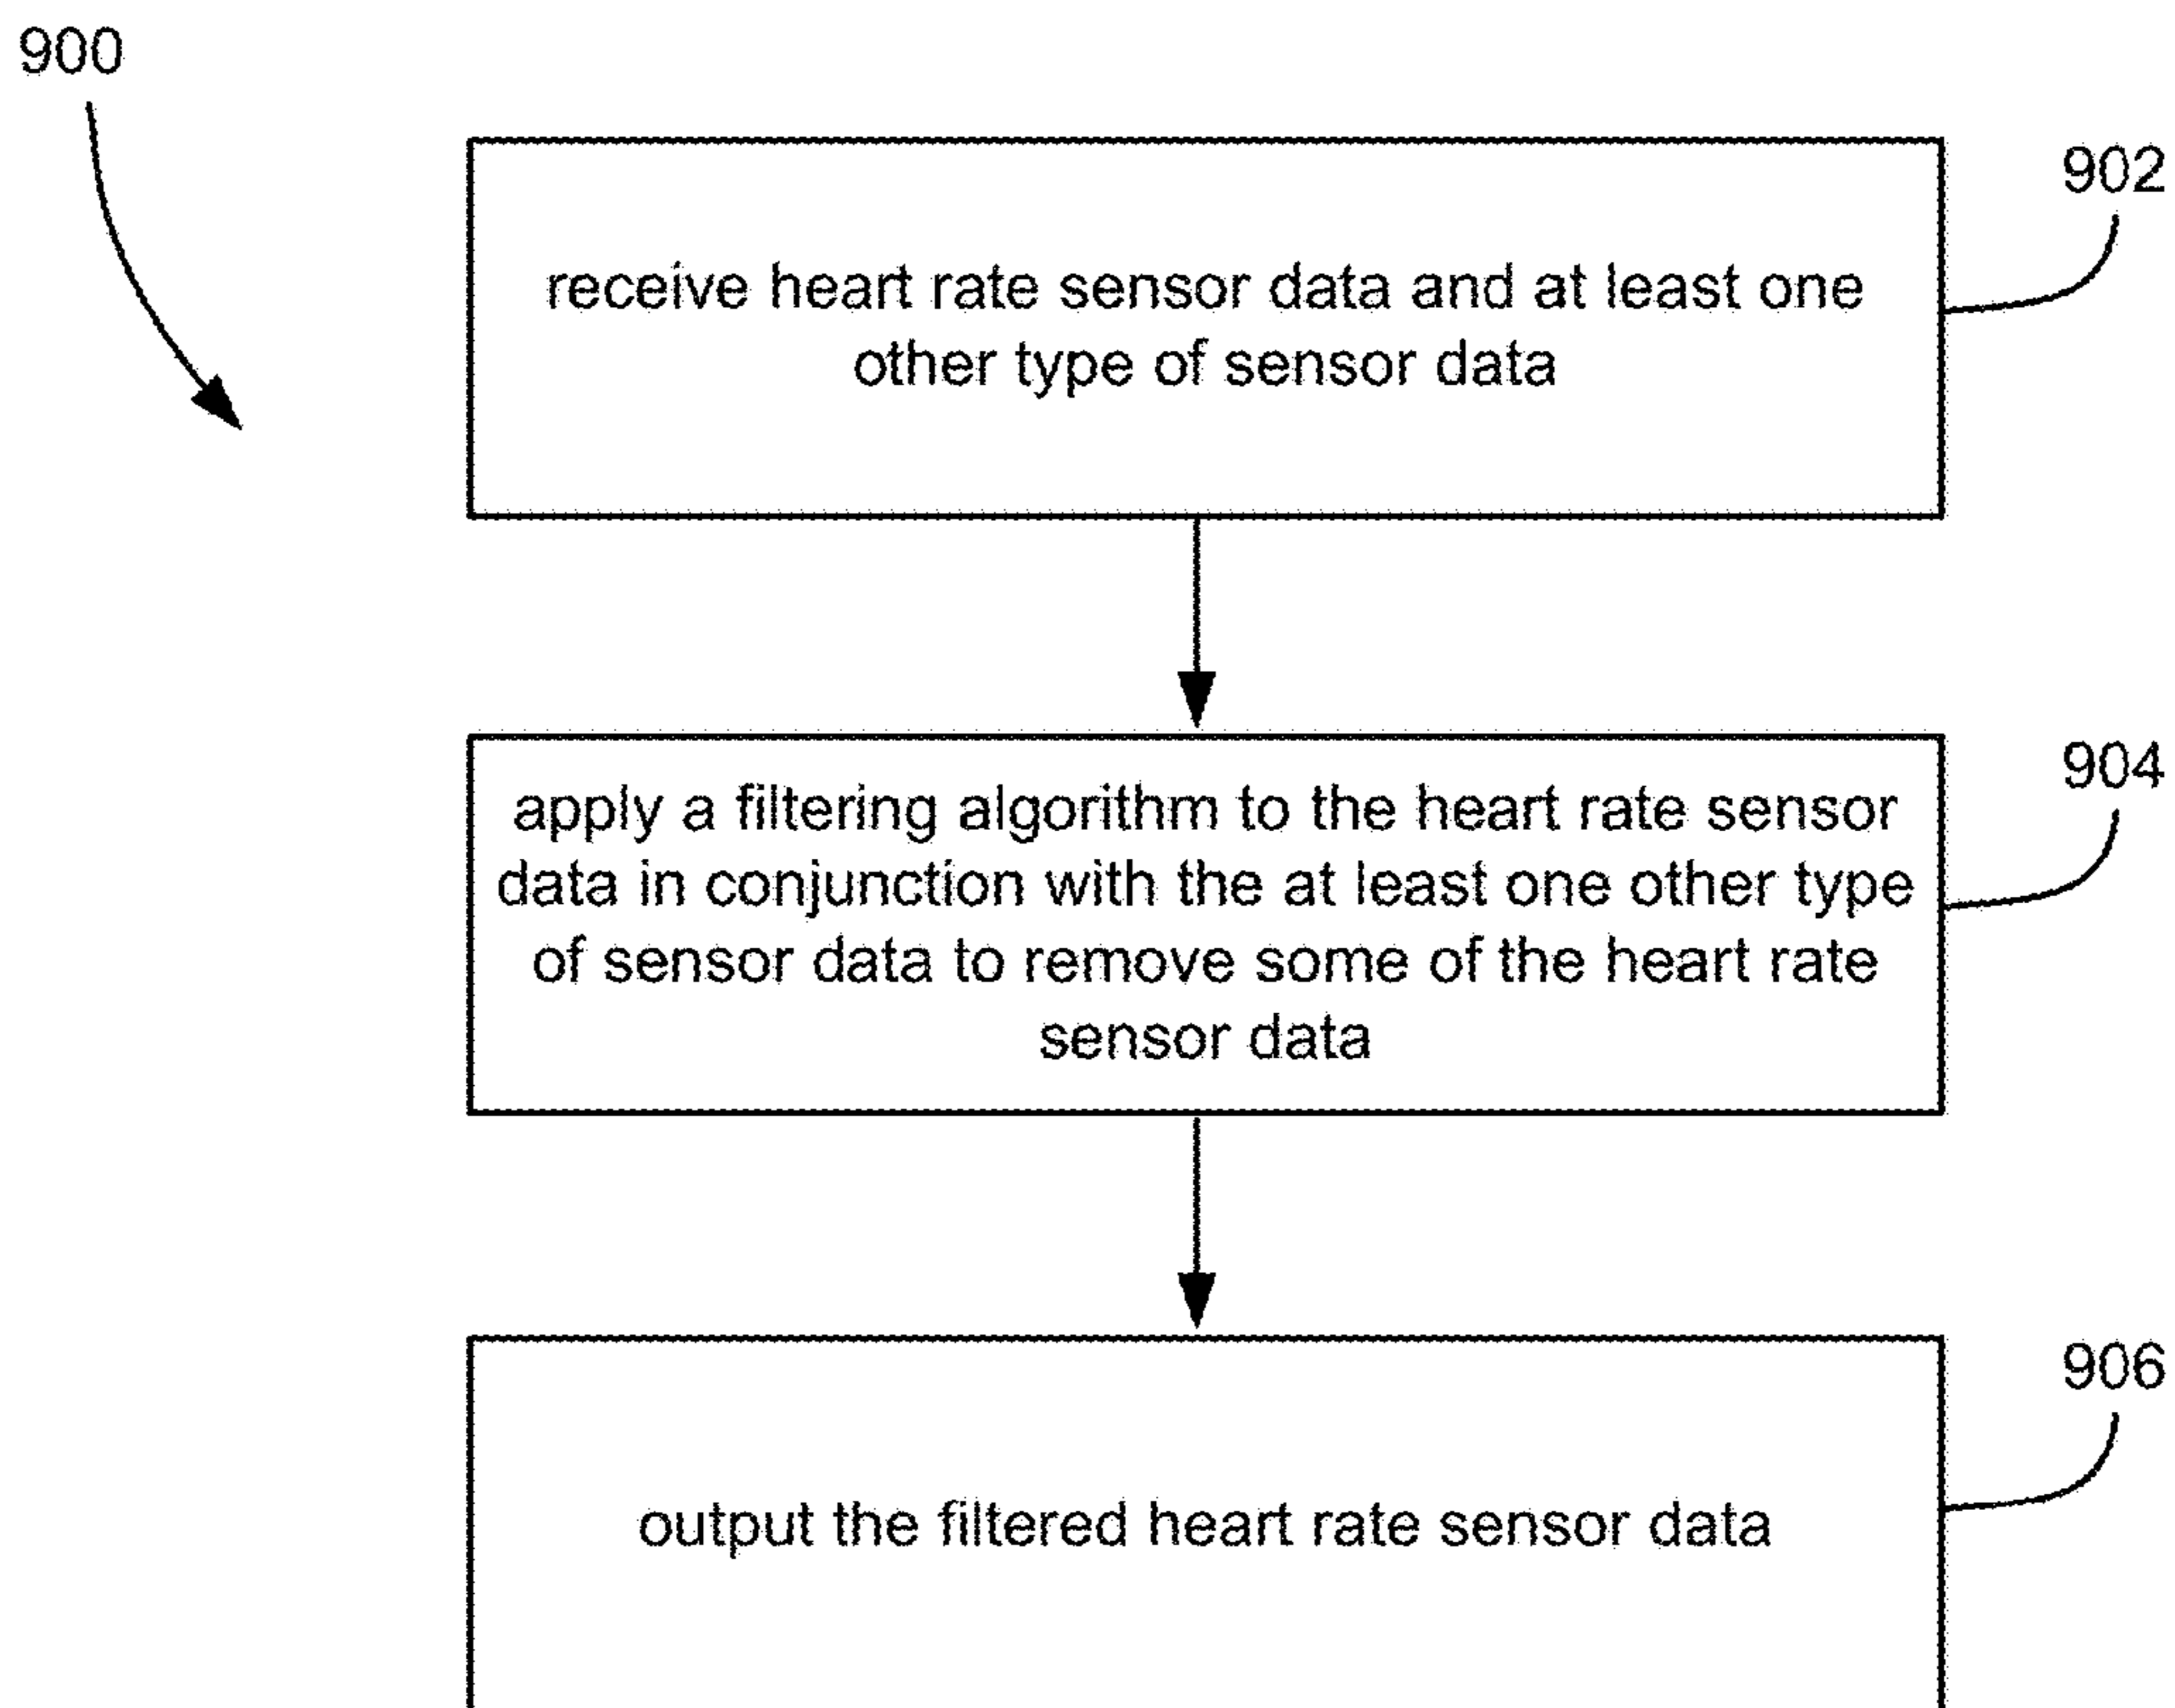 900
902
receive heart rate sensor data and at least one
other type of sensor data
904
apply a filtering algorithm to the heart rate sensor
data in conjunction with the at least one other type
of sensor data to remove some of the heart rate
sensor data
906
output the filtered heart rate sensor data